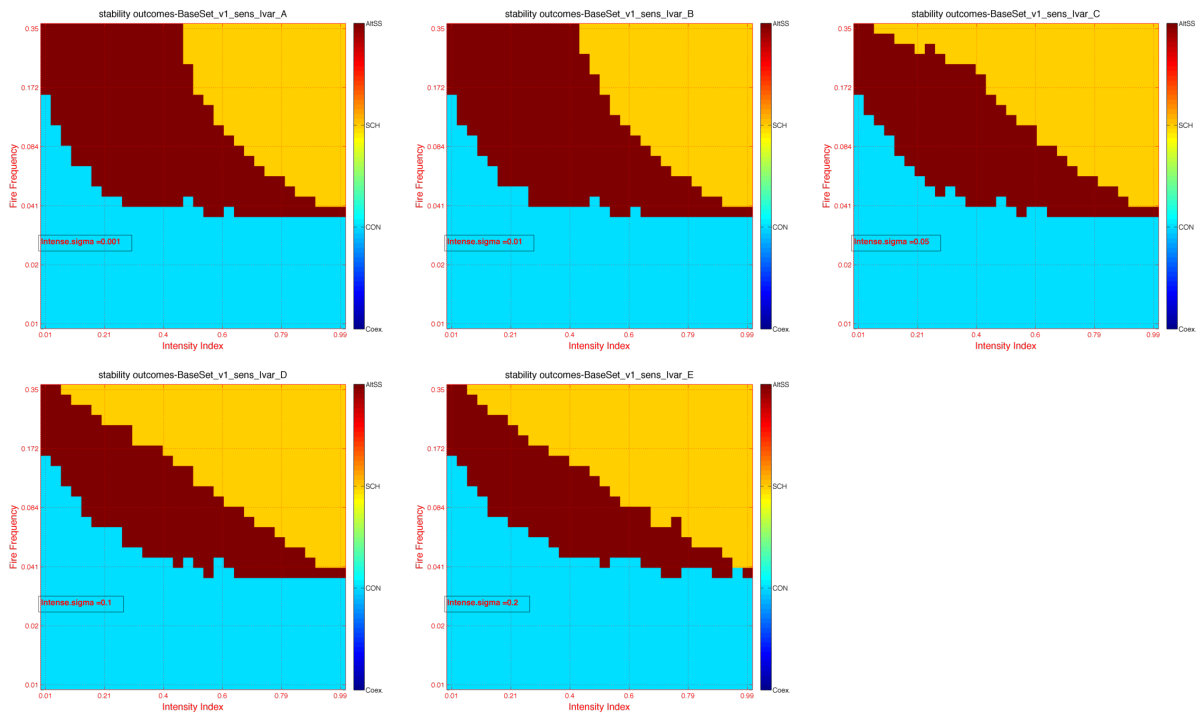 stability outcomes-BaseSet_v1_sens_Ivar_A
0.35
0.172
0.084
0.041
0.02
0.01
Fire Frequency
Intense.sigma =0.001
0.01 0.21 0.4 0.6 0.79 0.99
Intensity Index
AltSS
SCH
CON
Coex.
stability outcomes-BaseSet_v1_sens_Ivar_B
0.35
0.172
0.084
0.041
0.02
0.01
Fire Frequency
Intense.sigma =0.01
0.01 0.21 0.4 0.6 0.79 0.99
Intensity Index
AltSS
SCH
CON
Coex.
stability outcomes-BaseSet_v1_sens_Ivar_C
0.35
0.172
0.084
0.041
0.02
0.01
Fire Frequency
Intense.sigma =0.05
0.01 0.21 0.4 0.6 0.79 0.99
Intensity Index
AltSS
SCH
CON
Coex.
stability outcomes-BaseSet_v1_sens_Ivar_D
0.35
0.172
0.084
0.041
0.02
0.01
Fire Frequency
Intense.sigma =0.1
0.01 0.21 0.4 0.6 0.79 0.99
Intensity Index
AltSS
SCH
CON
Coex.
stability outcomes-BaseSet_v1_sens_Ivar_E
0.35
0.172
0.084
0.041
0.02
0.01
Fire Frequency
Intense.sigma =0.2
0.01 0.21 0.4 0.6 0.79 0.99
Intensity Index
AltSS
SCH
CON
Coex.